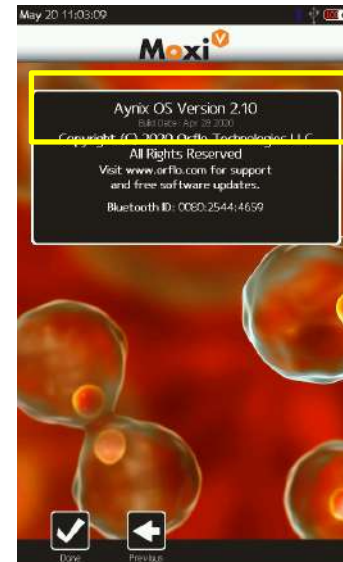 May 20 11:03:09
Moxi V
Aynix OS Version 2.10
Build Date: Apr 28 2020
Copyright (C) 2020 Orflo Technologies LLC
All Rights Reserved
Visit www.orflo.com for support
and free software updates.
Bluetooth ID: 0080:2544:4659
Done
Previous